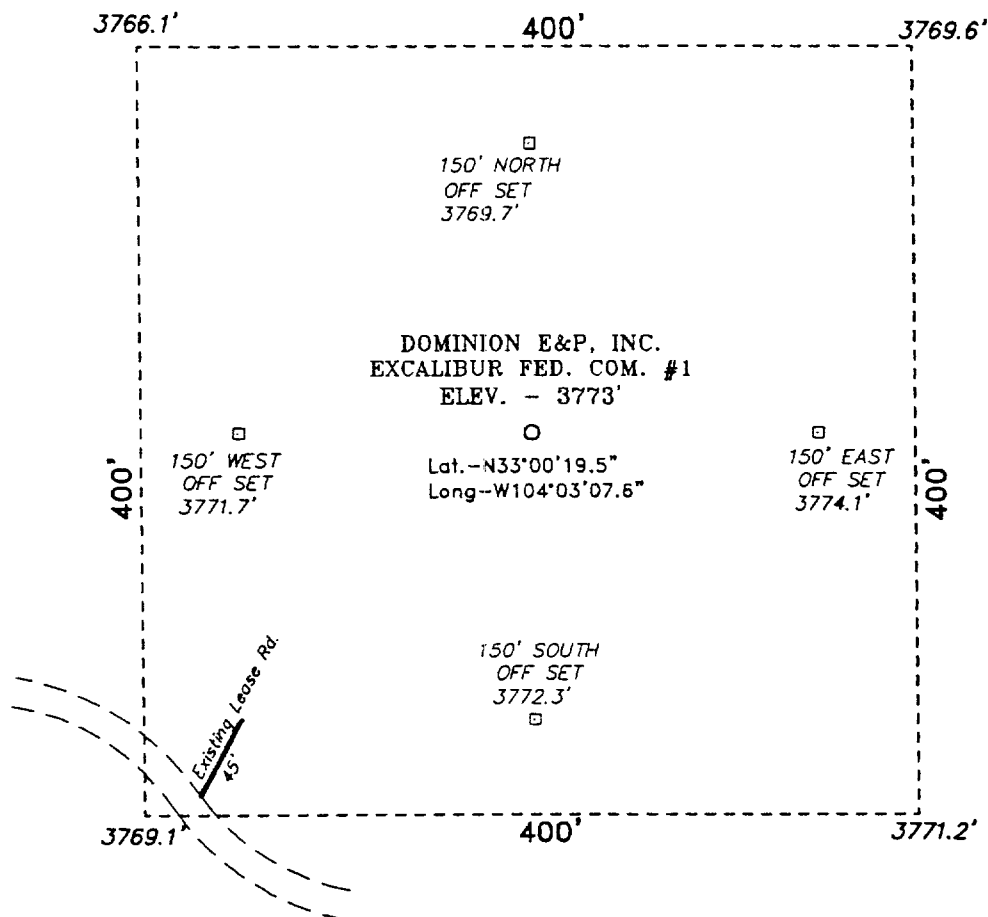 3766.1'
400'
3769.6'
150' NORTH
OFF SET
3769.7'
DOMINION E&P, INC.
EXCALIBUR FED. COM. #1
ELEV. - 3773'
150' WEST
OFF SET
3771.7'
Lat.-N33°00'19.5"
Long-W104°03'07.6"
150' EAST
OFF SET
3774.1'
400'
400'
150' SOUTH
OFF SET
3772.3'
Existing Lease Rd.
45'
3769.1'
400'
3771.2'